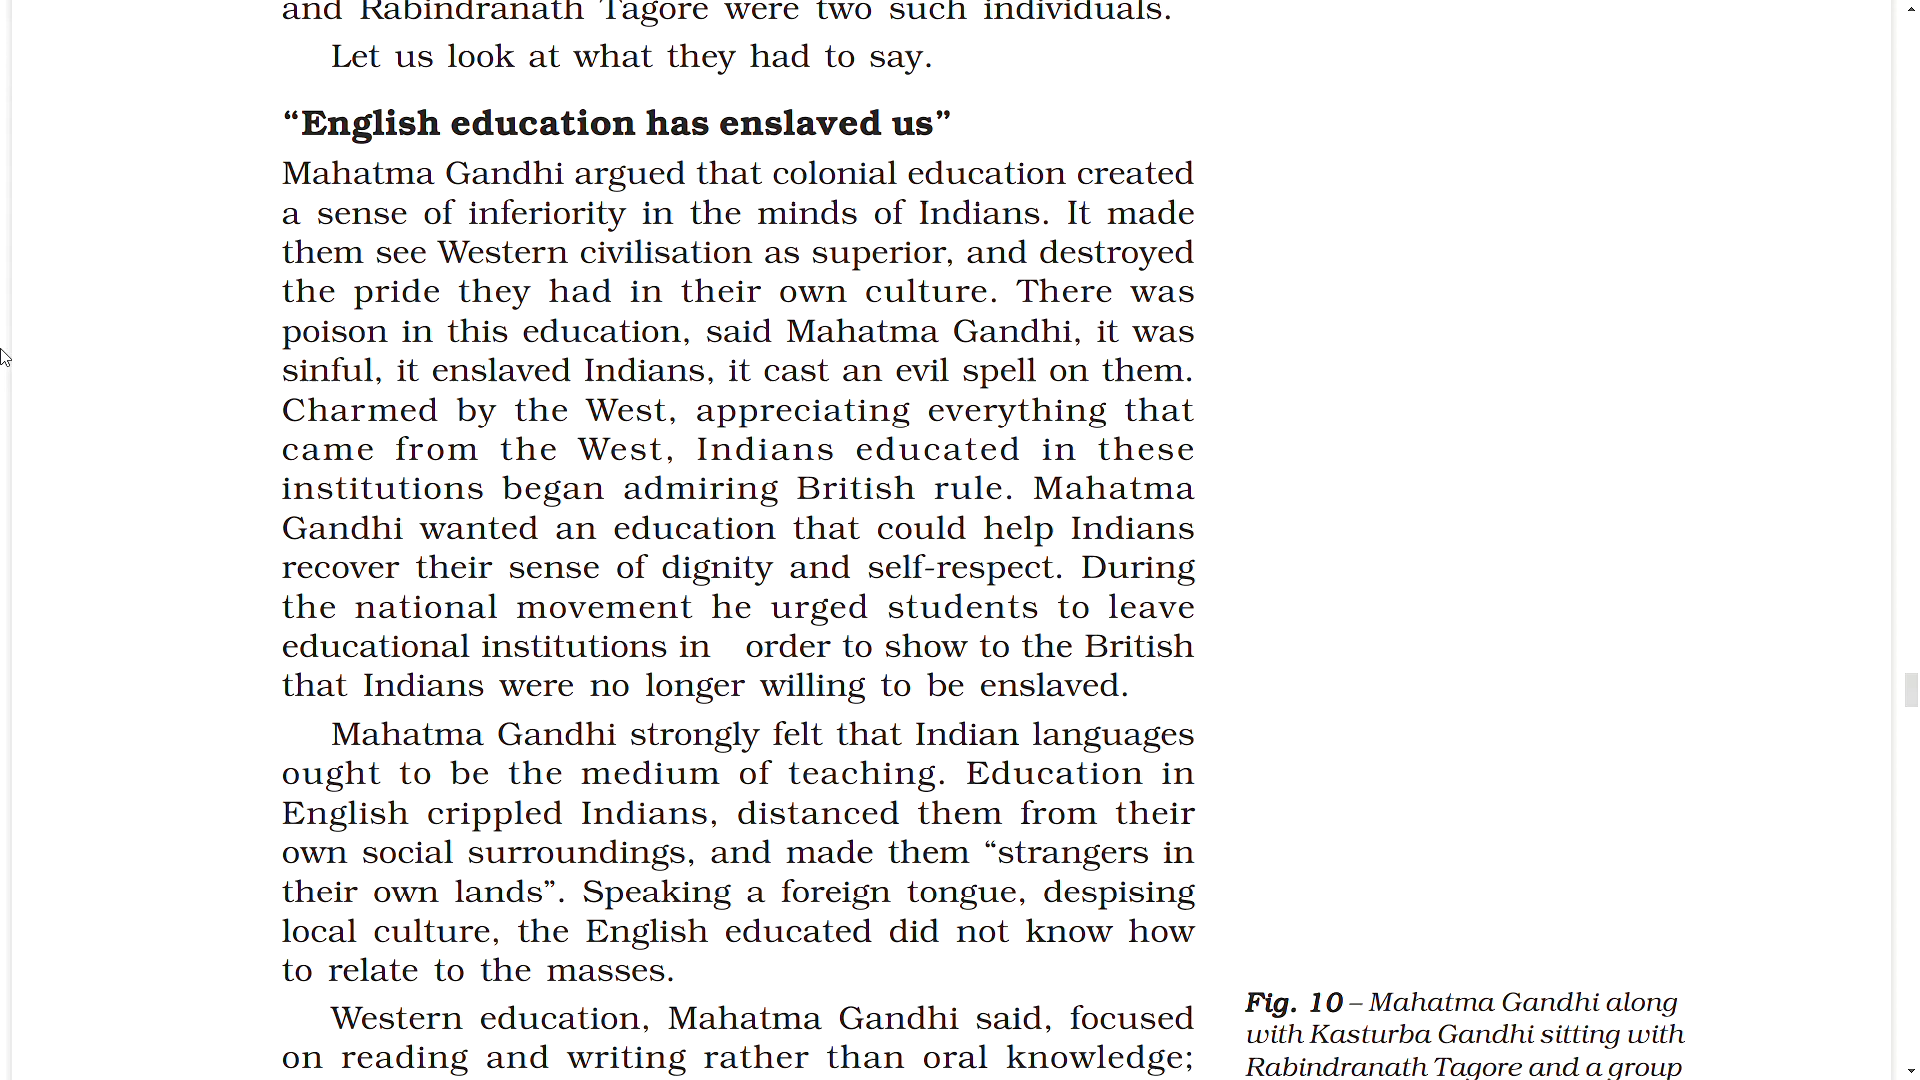 and Rabindranath Tagore were two such individuals.
Let us look at what they had to say.
“English education has enslaved us”
Mahatma Gandhi argued that colonial education created
a sense of inferiority in the minds of Indians. It made
them see Western civilisation as superior, and destroyed
the pride they had in their own culture. There was
poison in this education, said Mahatma Gandhi, it was
sinful, it enslaved Indians, it cast an evil spell on them.
Charmed by the West, appreciating everything that
came from the West, Indians educated in these
institutions began admiring British rule. Mahatma
Gandhi wanted an education that could help Indians
recover their sense of dignity and self-respect. During
the national movement he urged students to leave
educational institutions in order to show to the British
that Indians were no longer willing to be enslaved.
Mahatma Gandhi strongly felt that Indian languages
ought to be the medium of teaching. Education in
English crippled Indians, distanced them from their
own social surroundings, and made them “strangers in
their own lands”. Speaking a foreign tongue, despising
local culture, the English educated did not know how
to relate to the masses.
Western education, Mahatma Gandhi said, focused
on reading and writing rather than oral knowledge;
Fig. 10 – Mahatma Gandhi along
with Kasturba Gandhi sitting with
Rabindranath Tagore and a group